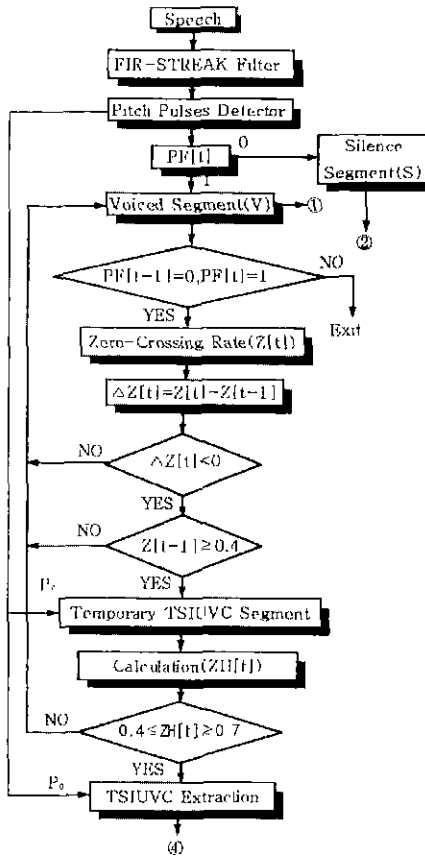 Speech
FIR-STREAK Filter
Pitch Pulses Detector
PF[t]
0
1
Silence
Segment(S)
②
Voiced Segment(V)
①
PF[t-1]=0,PF[t]=1
NO
Exit
YES
Zero-Crossing Rate(Z[t])
△Z[t]=Z[t]-Z[t-1]
NO
△Z[t]<0
YES
NO
Z[t-1]≥0.4
YES
Temporary TSIUVC Segment
Calculation(ZH[t])
NO
0.4≤ZH[t]≥0.7
YES
P₀
TSIUVC Extraction
④